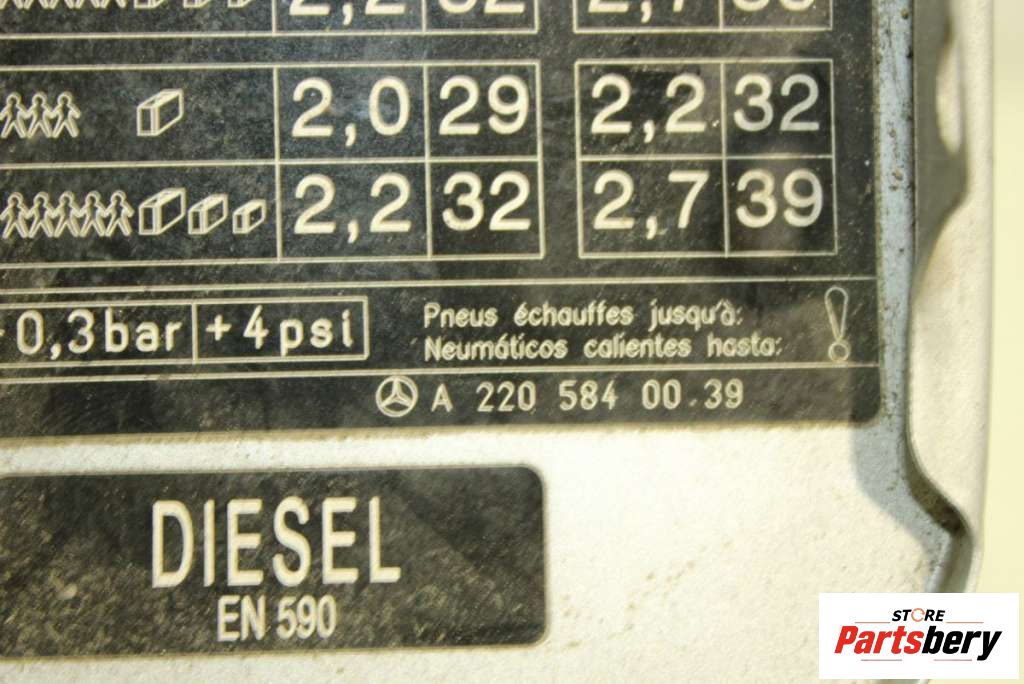 2,0 29 2,2 32
2,2 32 2,7 39
0,3bar +4psi
Pneus échauffes jusqu'à:
Neumáticos calientes hasta:
A 220 584 00.39
DIESEL
EN 590
STORE
Partsbery